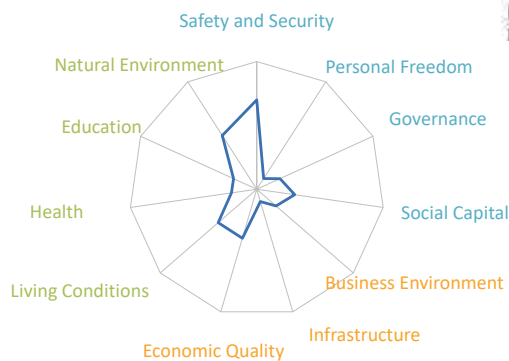 Safety and Security
Natural Environment
Personal Freedom
Education
Governance
Health
Social Capital
Living Conditions
Business Environment
Infrastructure
Economic Quality